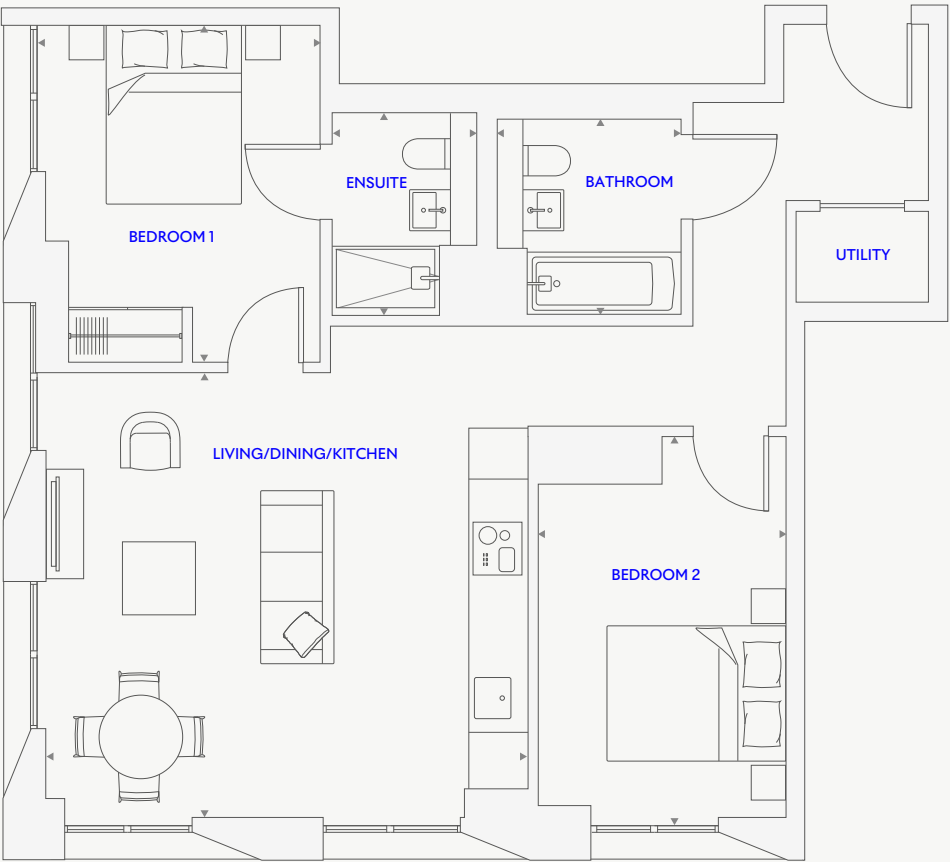 ENSUITE
BATHROOM
BEDROOM 1
UTILITY
LIVING/DINING/KITCHEN
BEDROOM 2